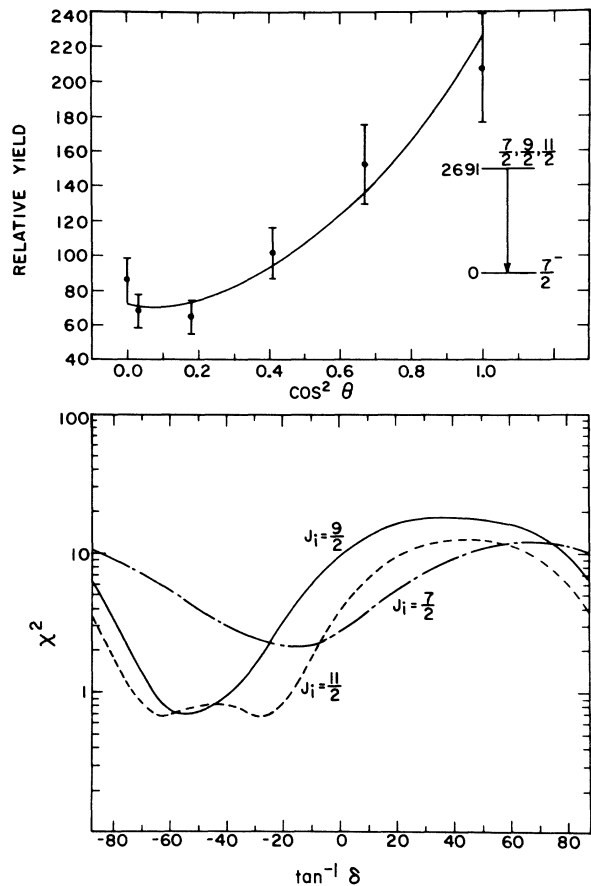 240
220
200
180
160
140
120
100
80
60
40
RELATIVE YIELD
7/2, 9/2, 11/2
2691
0
7/2⁻
0.0 0.2 0.4 0.6 0.8 1.0
cos² θ
100
10
1
χ²
J_i = 9/2
J_i = 7/2
J_i = 11/2
-80 -60 -40 -20 0 20 40 60 80
tan⁻¹ δ